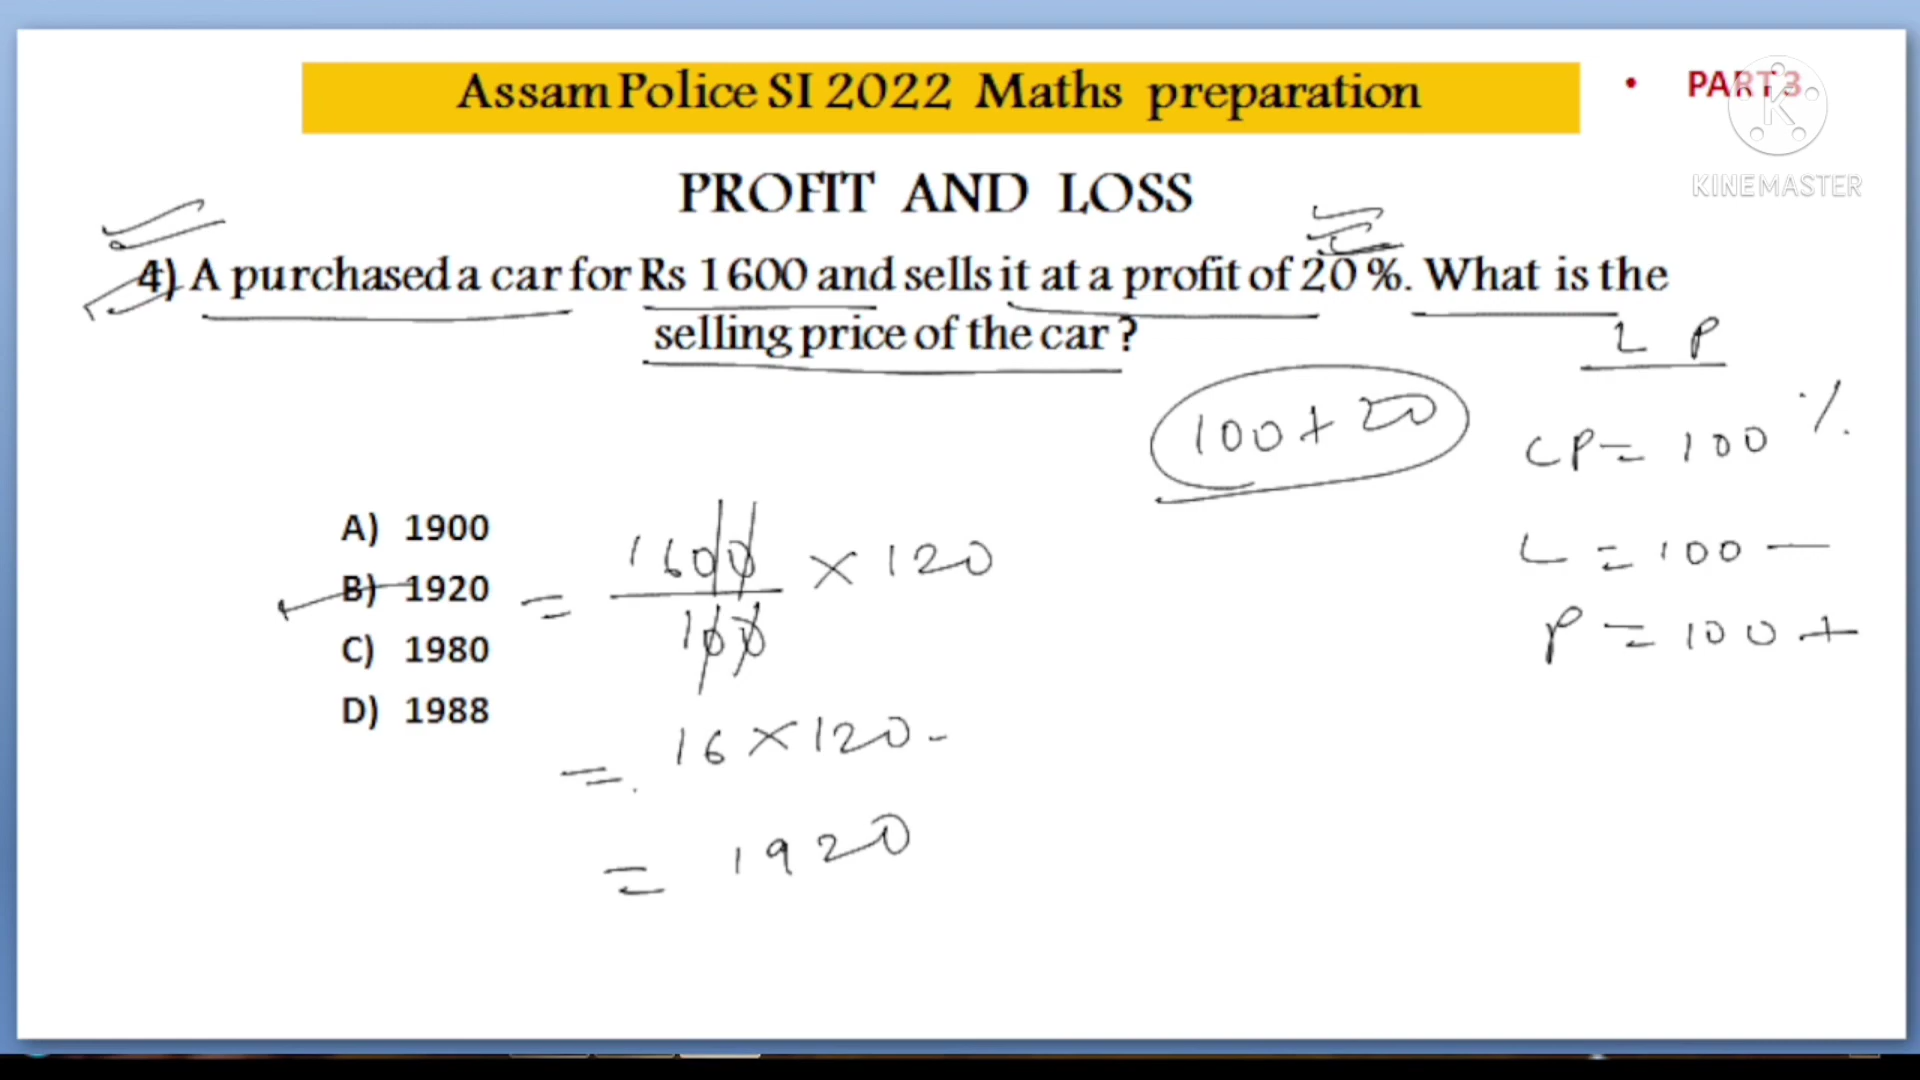 Assam Police SI 2022 Maths preparation
• PART 3
KINEMASTER
PROFIT AND LOSS
4) A purchased a car for Rs 1600 and sells it at a profit of 20 %. What is the
selling price of the car ?
L P
100 + 20
CP = 100 %
L = 100 —
P = 100 +
A) 1900
B) 1920
C) 1980
D) 1988
= 1600/100 × 120
= 16 × 120 -
= 1920